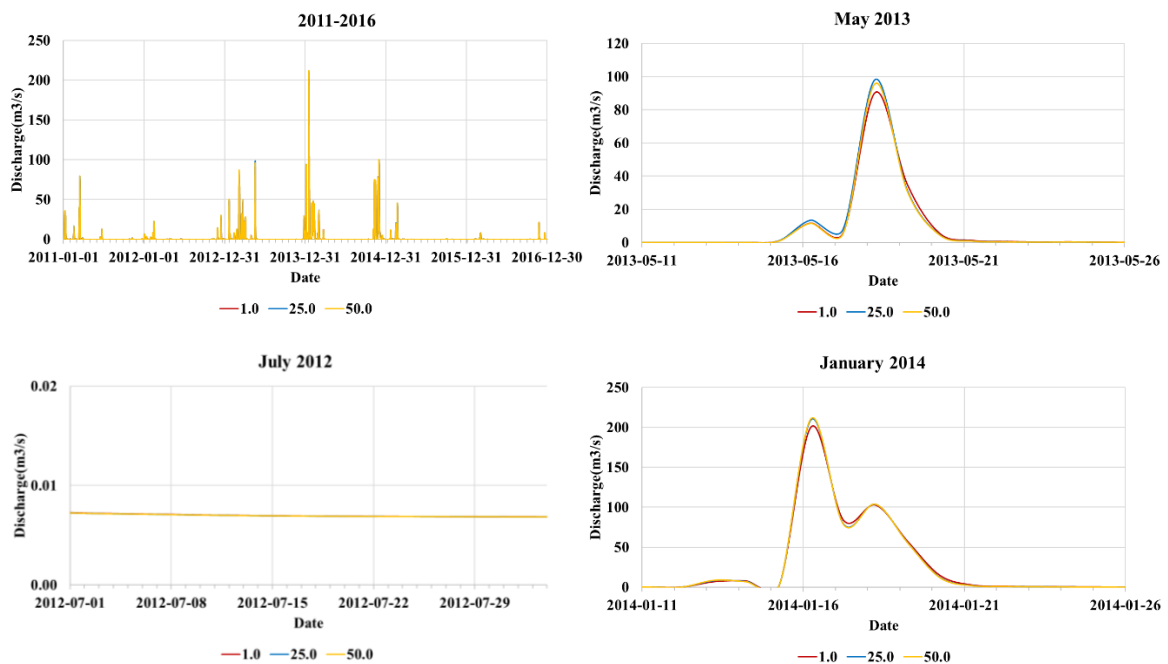 2011-2016
Discharge(m3/s)
250
200
150
100
50
0
2011-01-01 2012-01-01 2012-12-31 2013-12-31 2014-12-31 2015-12-31 2016-12-30
Date
1.0 25.0 50.0
May 2013
Discharge(m3/s)
120
100
80
60
40
20
0
2013-05-11 2013-05-16 2013-05-21 2013-05-26
Date
1.0 25.0 50.0
July 2012
Discharge(m3/s)
0.02
0.01
0.00
2012-07-01 2012-07-08 2012-07-15 2012-07-22 2012-07-29
Date
1.0 25.0 50.0
January 2014
Discharge(m3/s)
250
200
150
100
50
0
2014-01-11 2014-01-16 2014-01-21 2014-01-26
Date
1.0 25.0 50.0